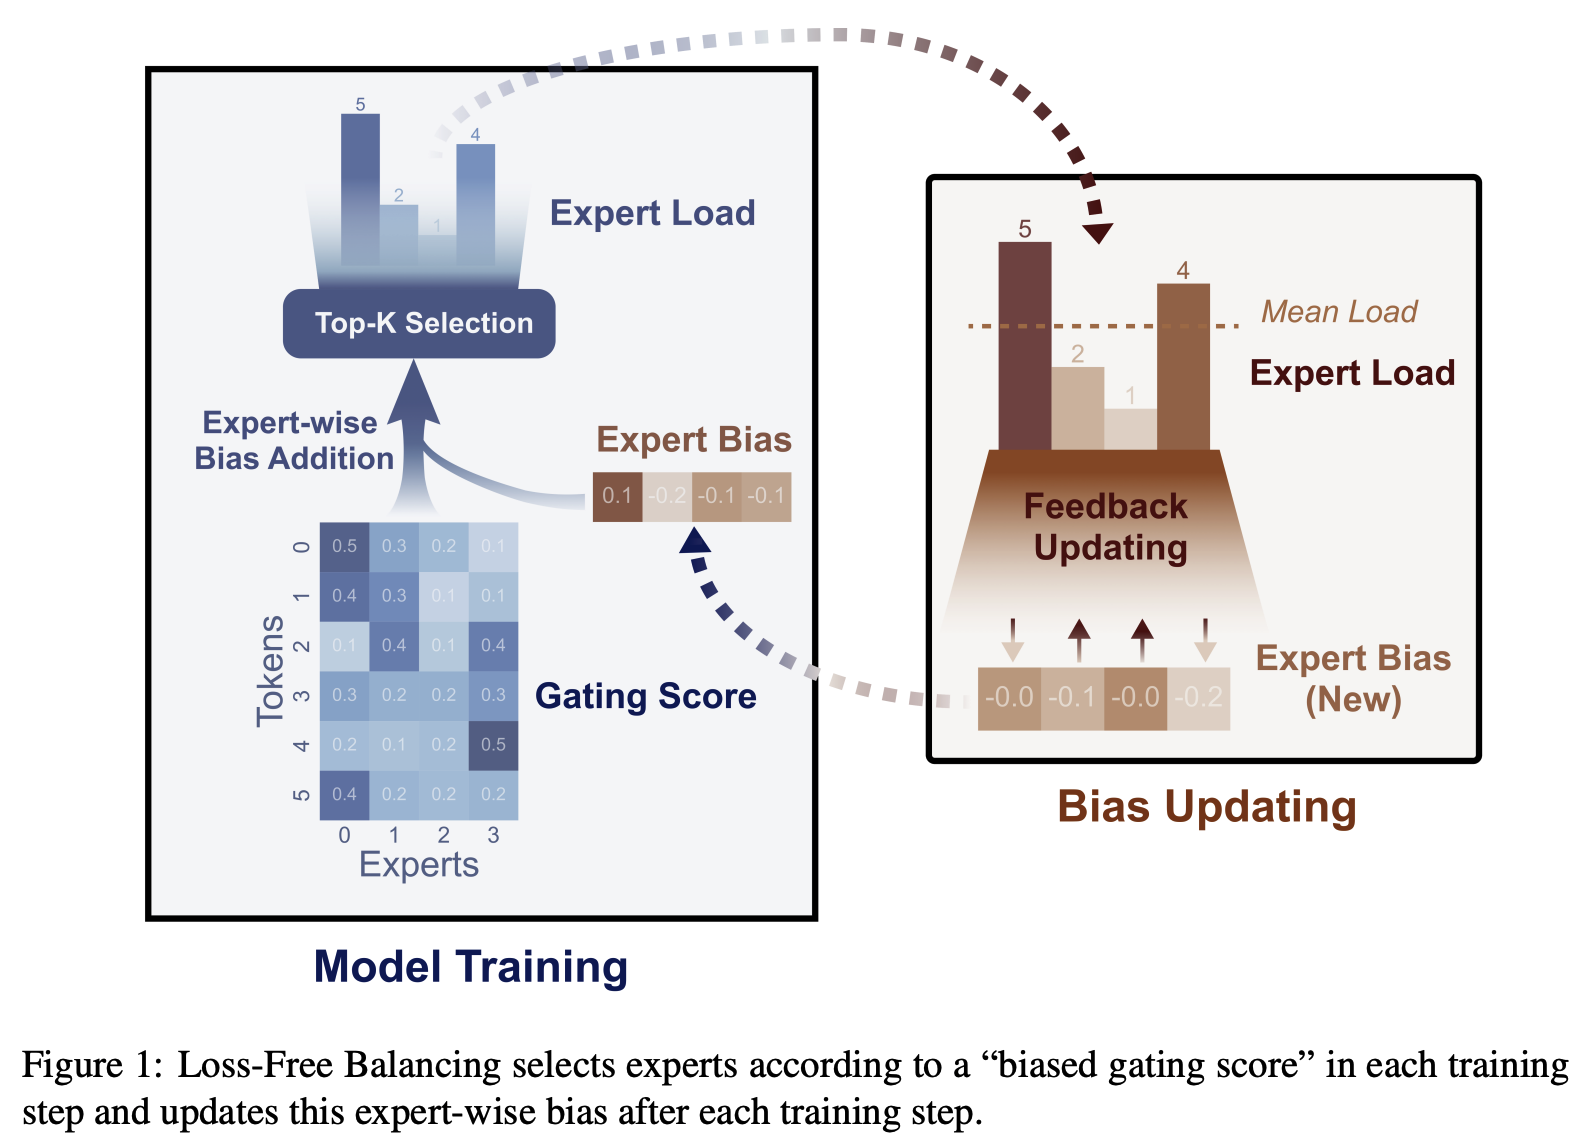 5
4
2
1
Expert Load
Top-K Selection
Expert-wise
Bias Addition
Expert Bias
0.1 -0.2 -0.1 -0.1
0 0.5 0.3 0.2 0.1
1 0.4 0.3 0.1 0.1
2 0.1 0.4 0.1 0.4
3 0.3 0.2 0.2 0.3
4 0.2 0.1 0.2 0.5
5 0.4 0.2 0.2 0.2
Tokens
0 1 2 3
Experts
Gating Score
Model Training
5
4
Mean Load
2
1
Expert Load
Feedback
Updating
-0.0 -0.1 -0.0 -0.2
Expert Bias
(New)
Bias Updating
Figure 1: Loss-Free Balancing selects experts according to a “biased gating score” in each training
step and updates this expert-wise bias after each training step.